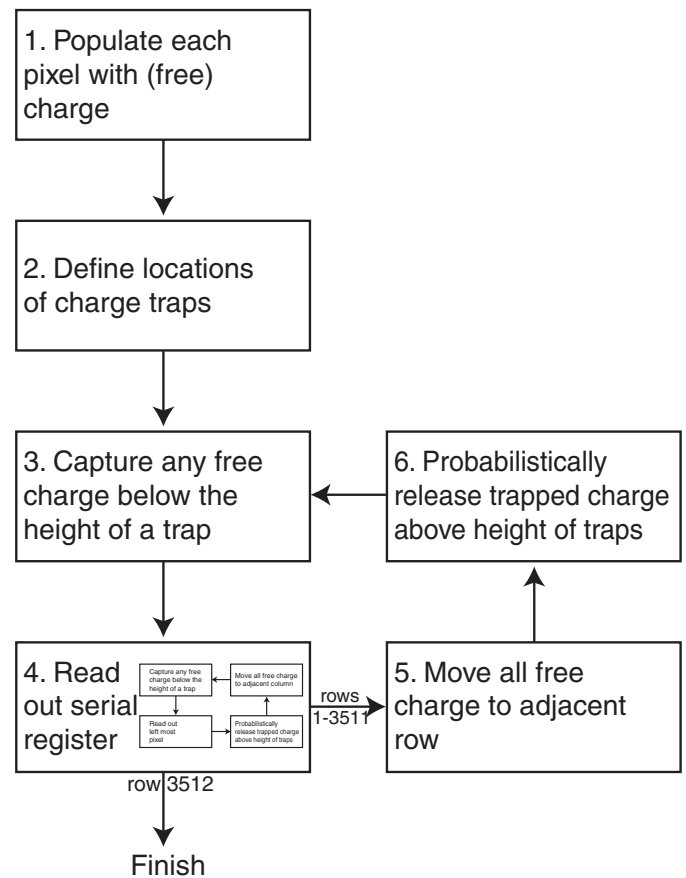 1. Populate each
pixel with (free)
charge
2. Define locations
of charge traps
3. Capture any free
charge below the
height of a trap
6. Probabilistically
release trapped charge
above height of traps
4. Read
out serial
register
Capture any free
charge below the
height of a trap
Move all free
charge to adjacent column
Read out
left most
pixel
Probabilistically
release trapped charge
above height of traps
rows
1-3511
5. Move all free
charge to adjacent
row
row 3512
Finish